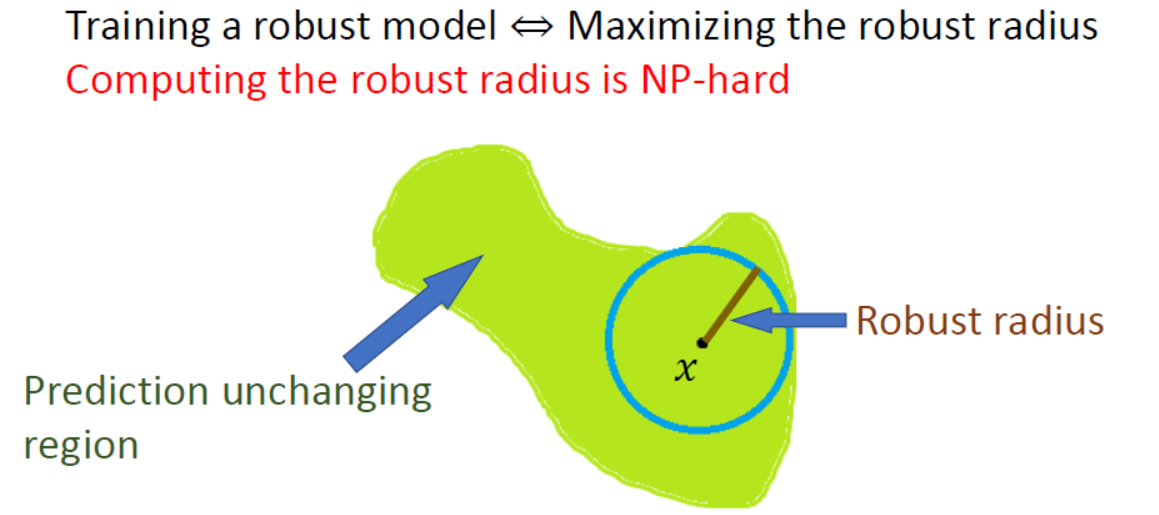 Training a robust model ⇔ Maximizing the robust radius
Computing the robust radius is NP-hard
Robust radius
x
Prediction unchanging
region